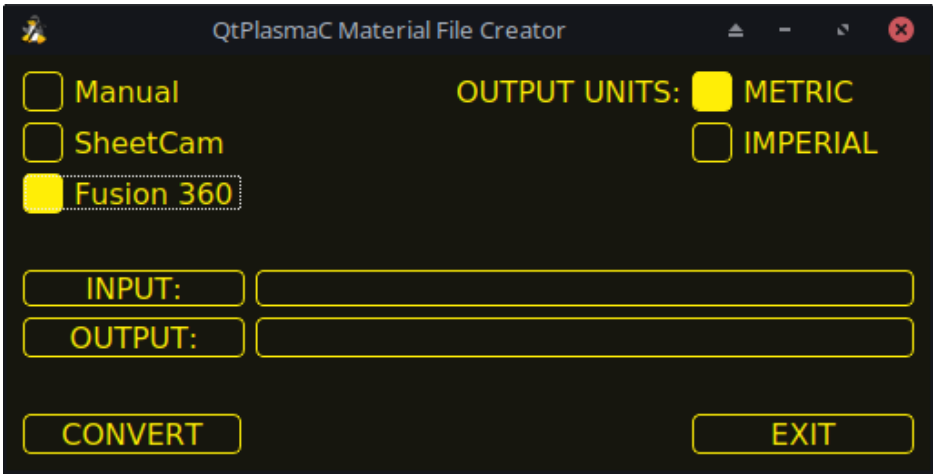 QtPlasmaC Material File Creator
Manual OUTPUT UNITS: METRIC
SheetCam IMPERIAL
Fusion 360
INPUT:
OUTPUT:
CONVERT EXIT